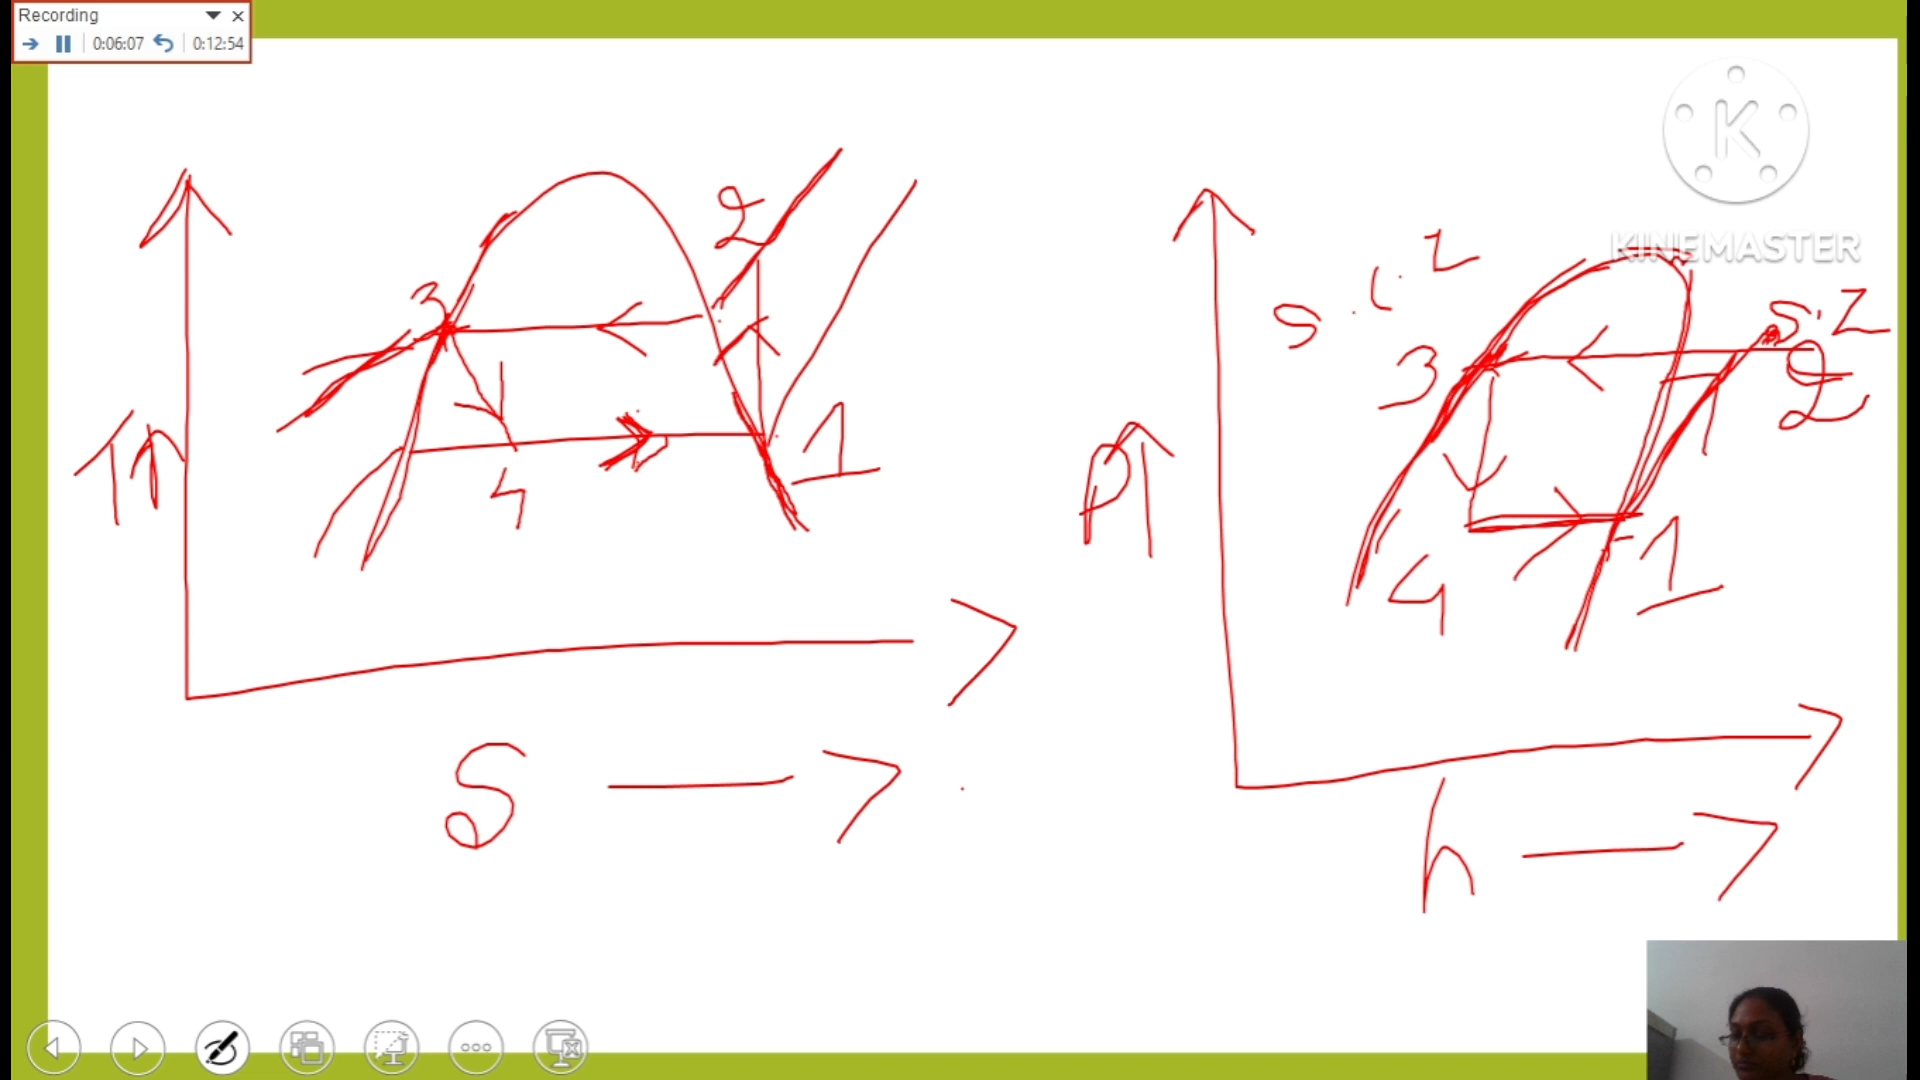 Recording
0:06:07 0:12:54
K
KINEMASTER
2
3
1
4
T
S
S.C.L
S.L
3
2
P
4
1
h